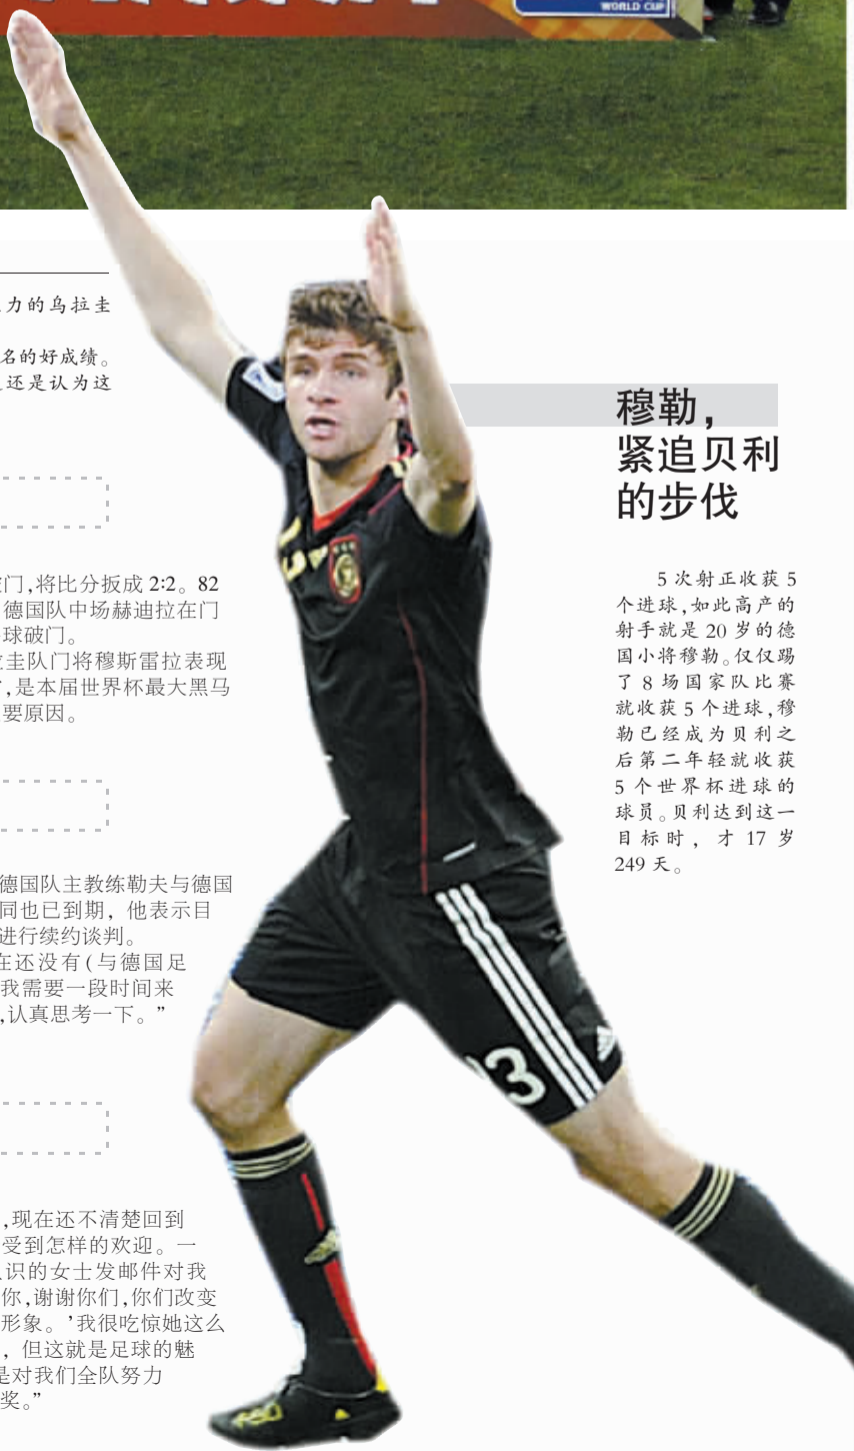 WORLD CUP
力的乌拉圭
名的好成绩。
还是认为这
门,将比分扳成 2:2。82
德国队中场赫迪拉在门
球破门。
圭队门将穆斯雷拉表现
,是本届世界杯最大黑马
要原因。
德国队主教练勒夫与德国
同也已到期，他表示目
进行续约谈判。
在还没有(与德国足
我需要一段时间来
,认真思考一下。”
,现在还不清楚回到
受到怎样的欢迎。一
识的女士发邮件对我
你,谢谢你们,你们改变
形象。’我很吃惊她这么
，但这就是足球的魅
是对我们全队努力
奖。”
穆勒，
紧追贝利
的步伐
5 次射正收获 5
个进球,如此高产的
射手就是 20 岁的德
国小将穆勒。仅仅踢
了 8 场国家队比赛
就收获 5 个进球,穆
勒已经成为贝利之
后第二年轻就收获
5 个世界杯进球的
球员。贝利达到这一
目标时，才 17 岁
249 天。
13